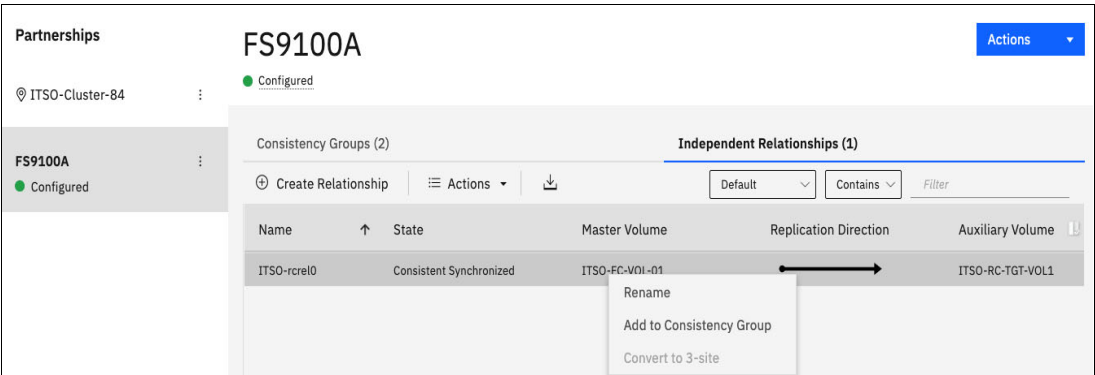 Partnerships
ITSO-Cluster-84
FS9100A
Configured
FS9100A
Configured
Actions
Consistency Groups (2)
Independent Relationships (1)
Create Relationship
Actions
Default
Contains
Filter
Name State Master Volume Replication Direction Auxiliary Volume
ITSO-rcrel0 Consistent Synchronized ITSO-FC-VOL-01 ITSO-RC-TGT-VOL1
Rename
Add to Consistency Group
Convert to 3-site